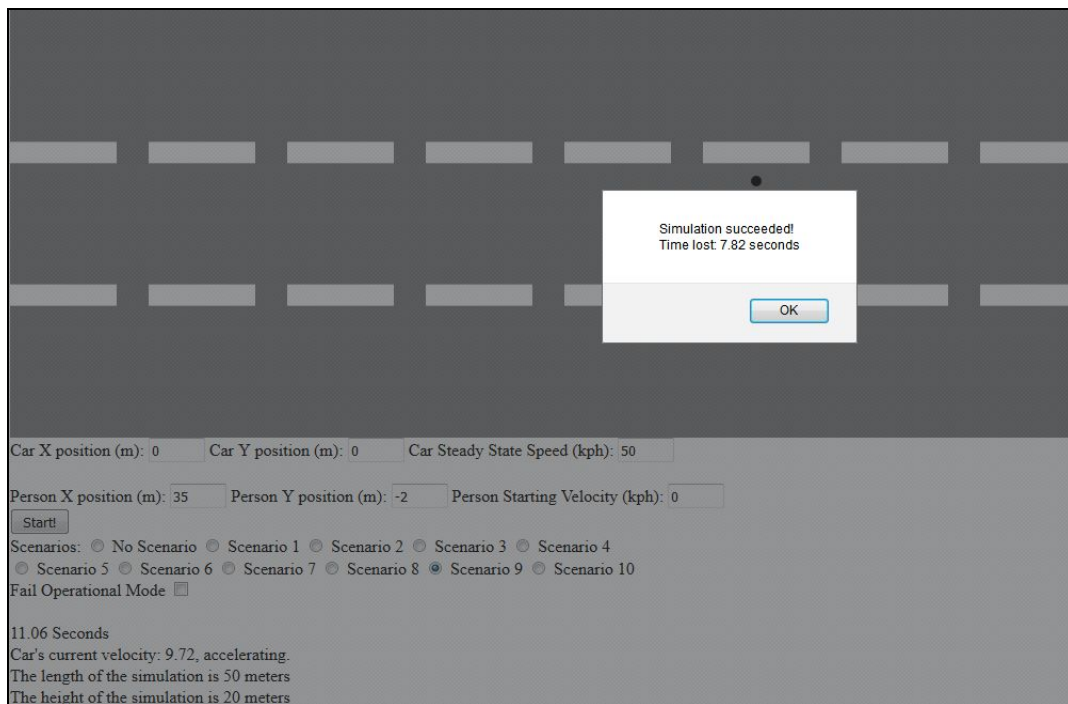 Simulation succeeded!
Time lost: 7.82 seconds
OK
Car X position (m): 0 Car Y position (m): 0 Car Steady State Speed (kph): 50
Person X position (m): 35 Person Y position (m): -2 Person Starting Velocity (kph): 0
Start!
Scenarios: No Scenario Scenario 1 Scenario 2 Scenario 3 Scenario 4
Scenario 5 Scenario 6 Scenario 7 Scenario 8 Scenario 9 Scenario 10
Fail Operational Mode
11.06 Seconds
Car's current velocity: 9.72, accelerating.
The length of the simulation is 50 meters
The height of the simulation is 20 meters